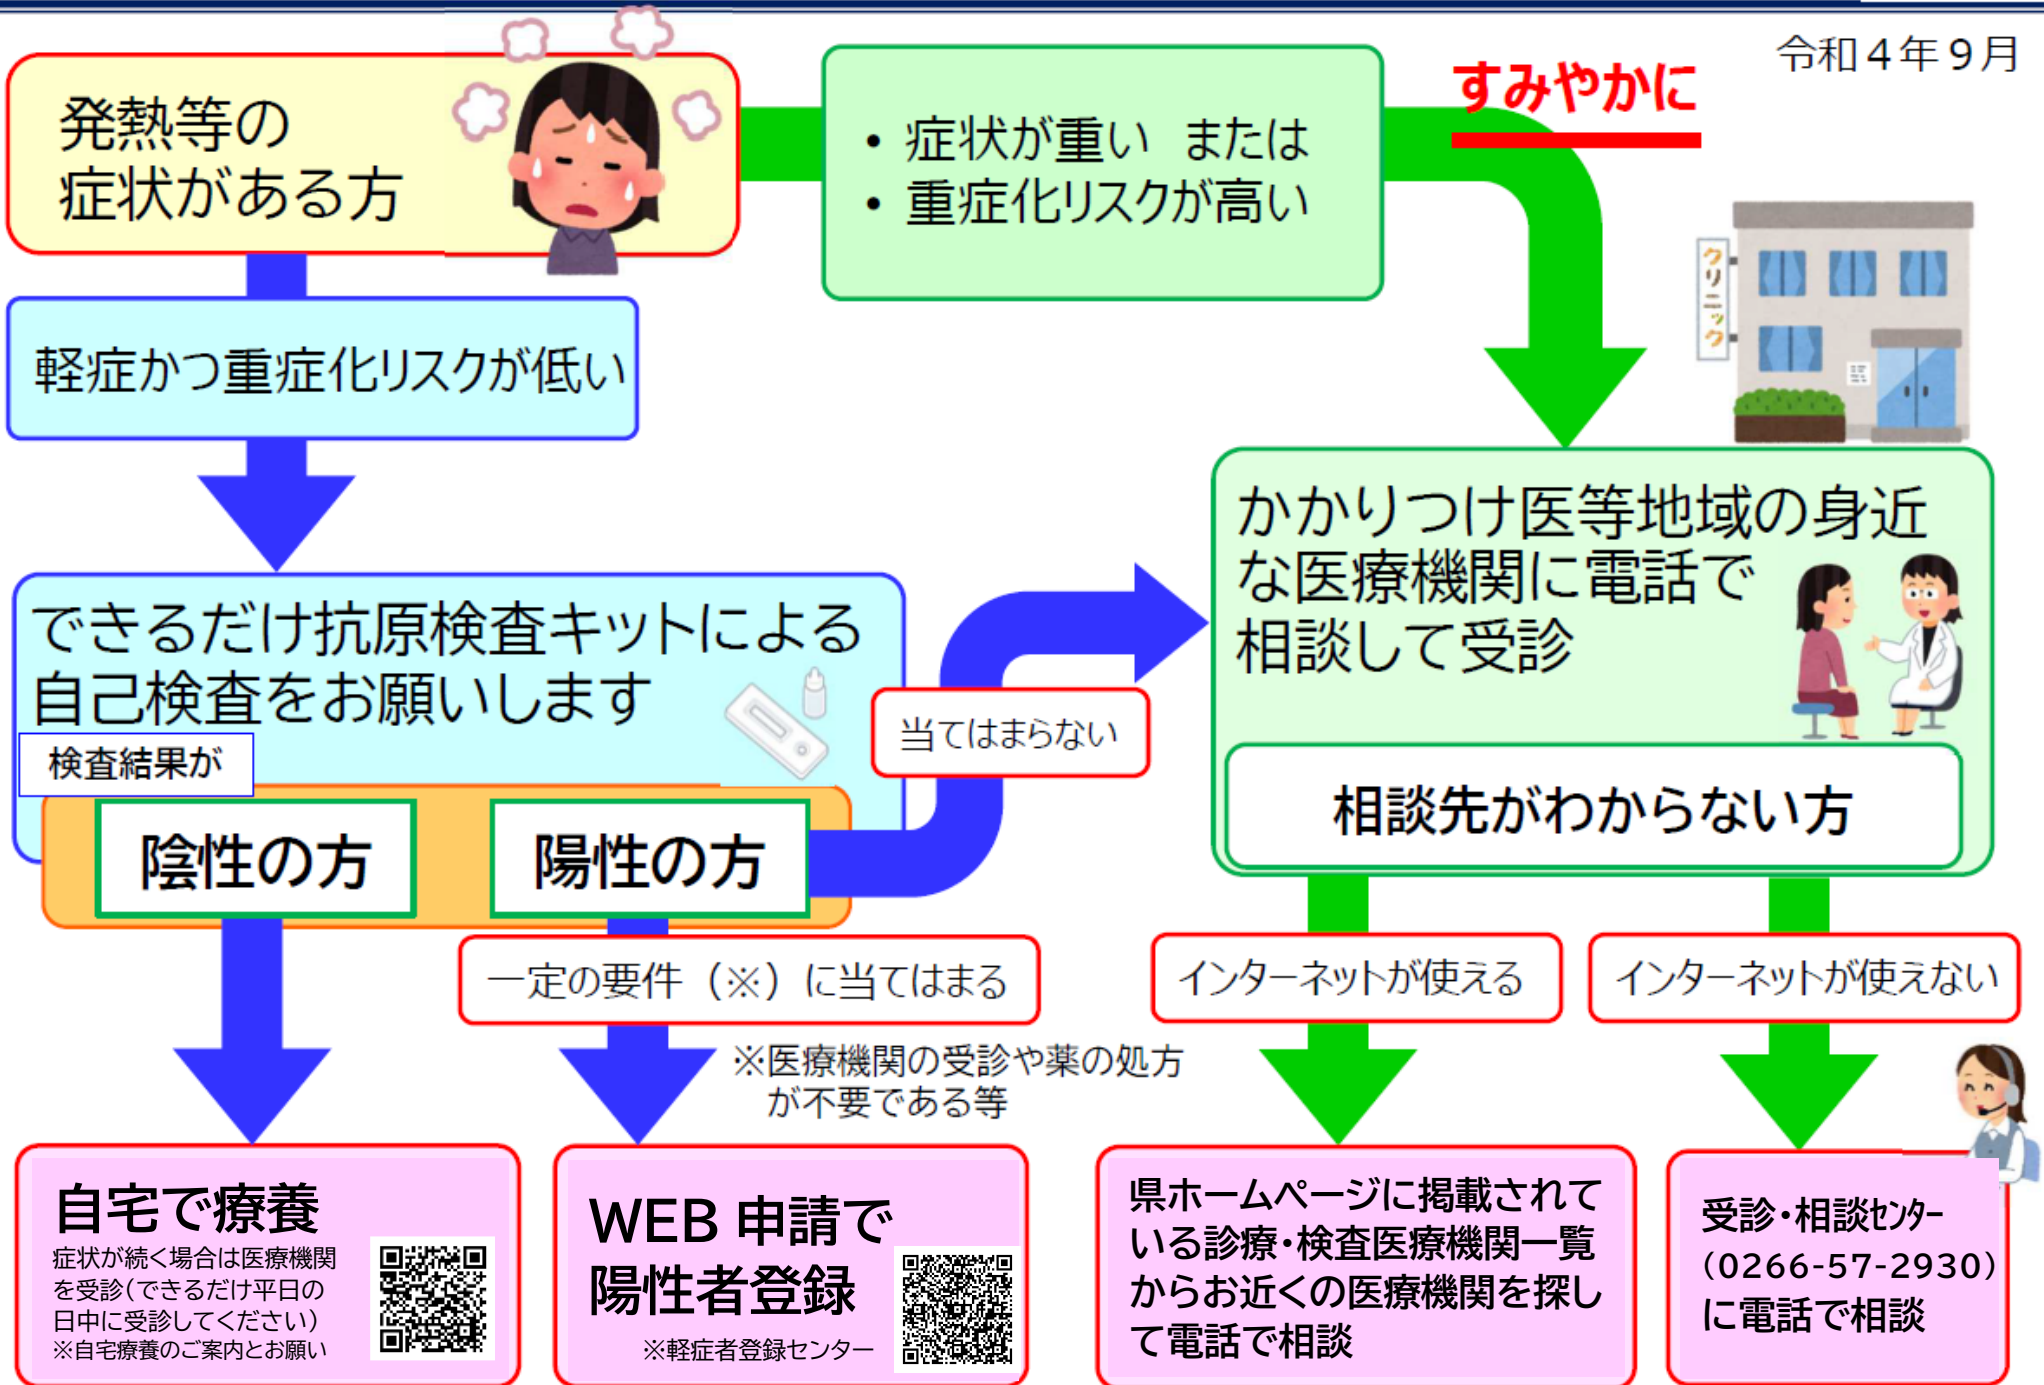 令和４年９月
発熱等の
症状がある方
• 症状が重い または
• 重症化リスクが高い
すみやかに
クリニック
軽症かつ重症化リスクが低い
できるだけ抗原検査キットによる
自己検査をお願いします
検査結果が
陰性の方
陽性の方
当てはまらない
かかりつけ医等地域の身近
な医療機関に電話で
相談して受診
相談先がわからない方
一定の要件（※）に当てはまる
※医療機関の受診や薬の処方
が不要である等
インターネットが使える
インターネットが使えない
自宅で療養
症状が続く場合は医療機関
を受診(できるだけ平日の
日中に受診してください)
※自宅療養のご案内とお願い
WEB 申請で
陽性者登録
※軽症者登録センター
県ホームページに掲載されて
いる診療・検査医療機関一覧
からお近くの医療機関を探し
て電話で相談
受診・相談ｾﾝﾀｰ
(0266-57-2930)
に電話で相談